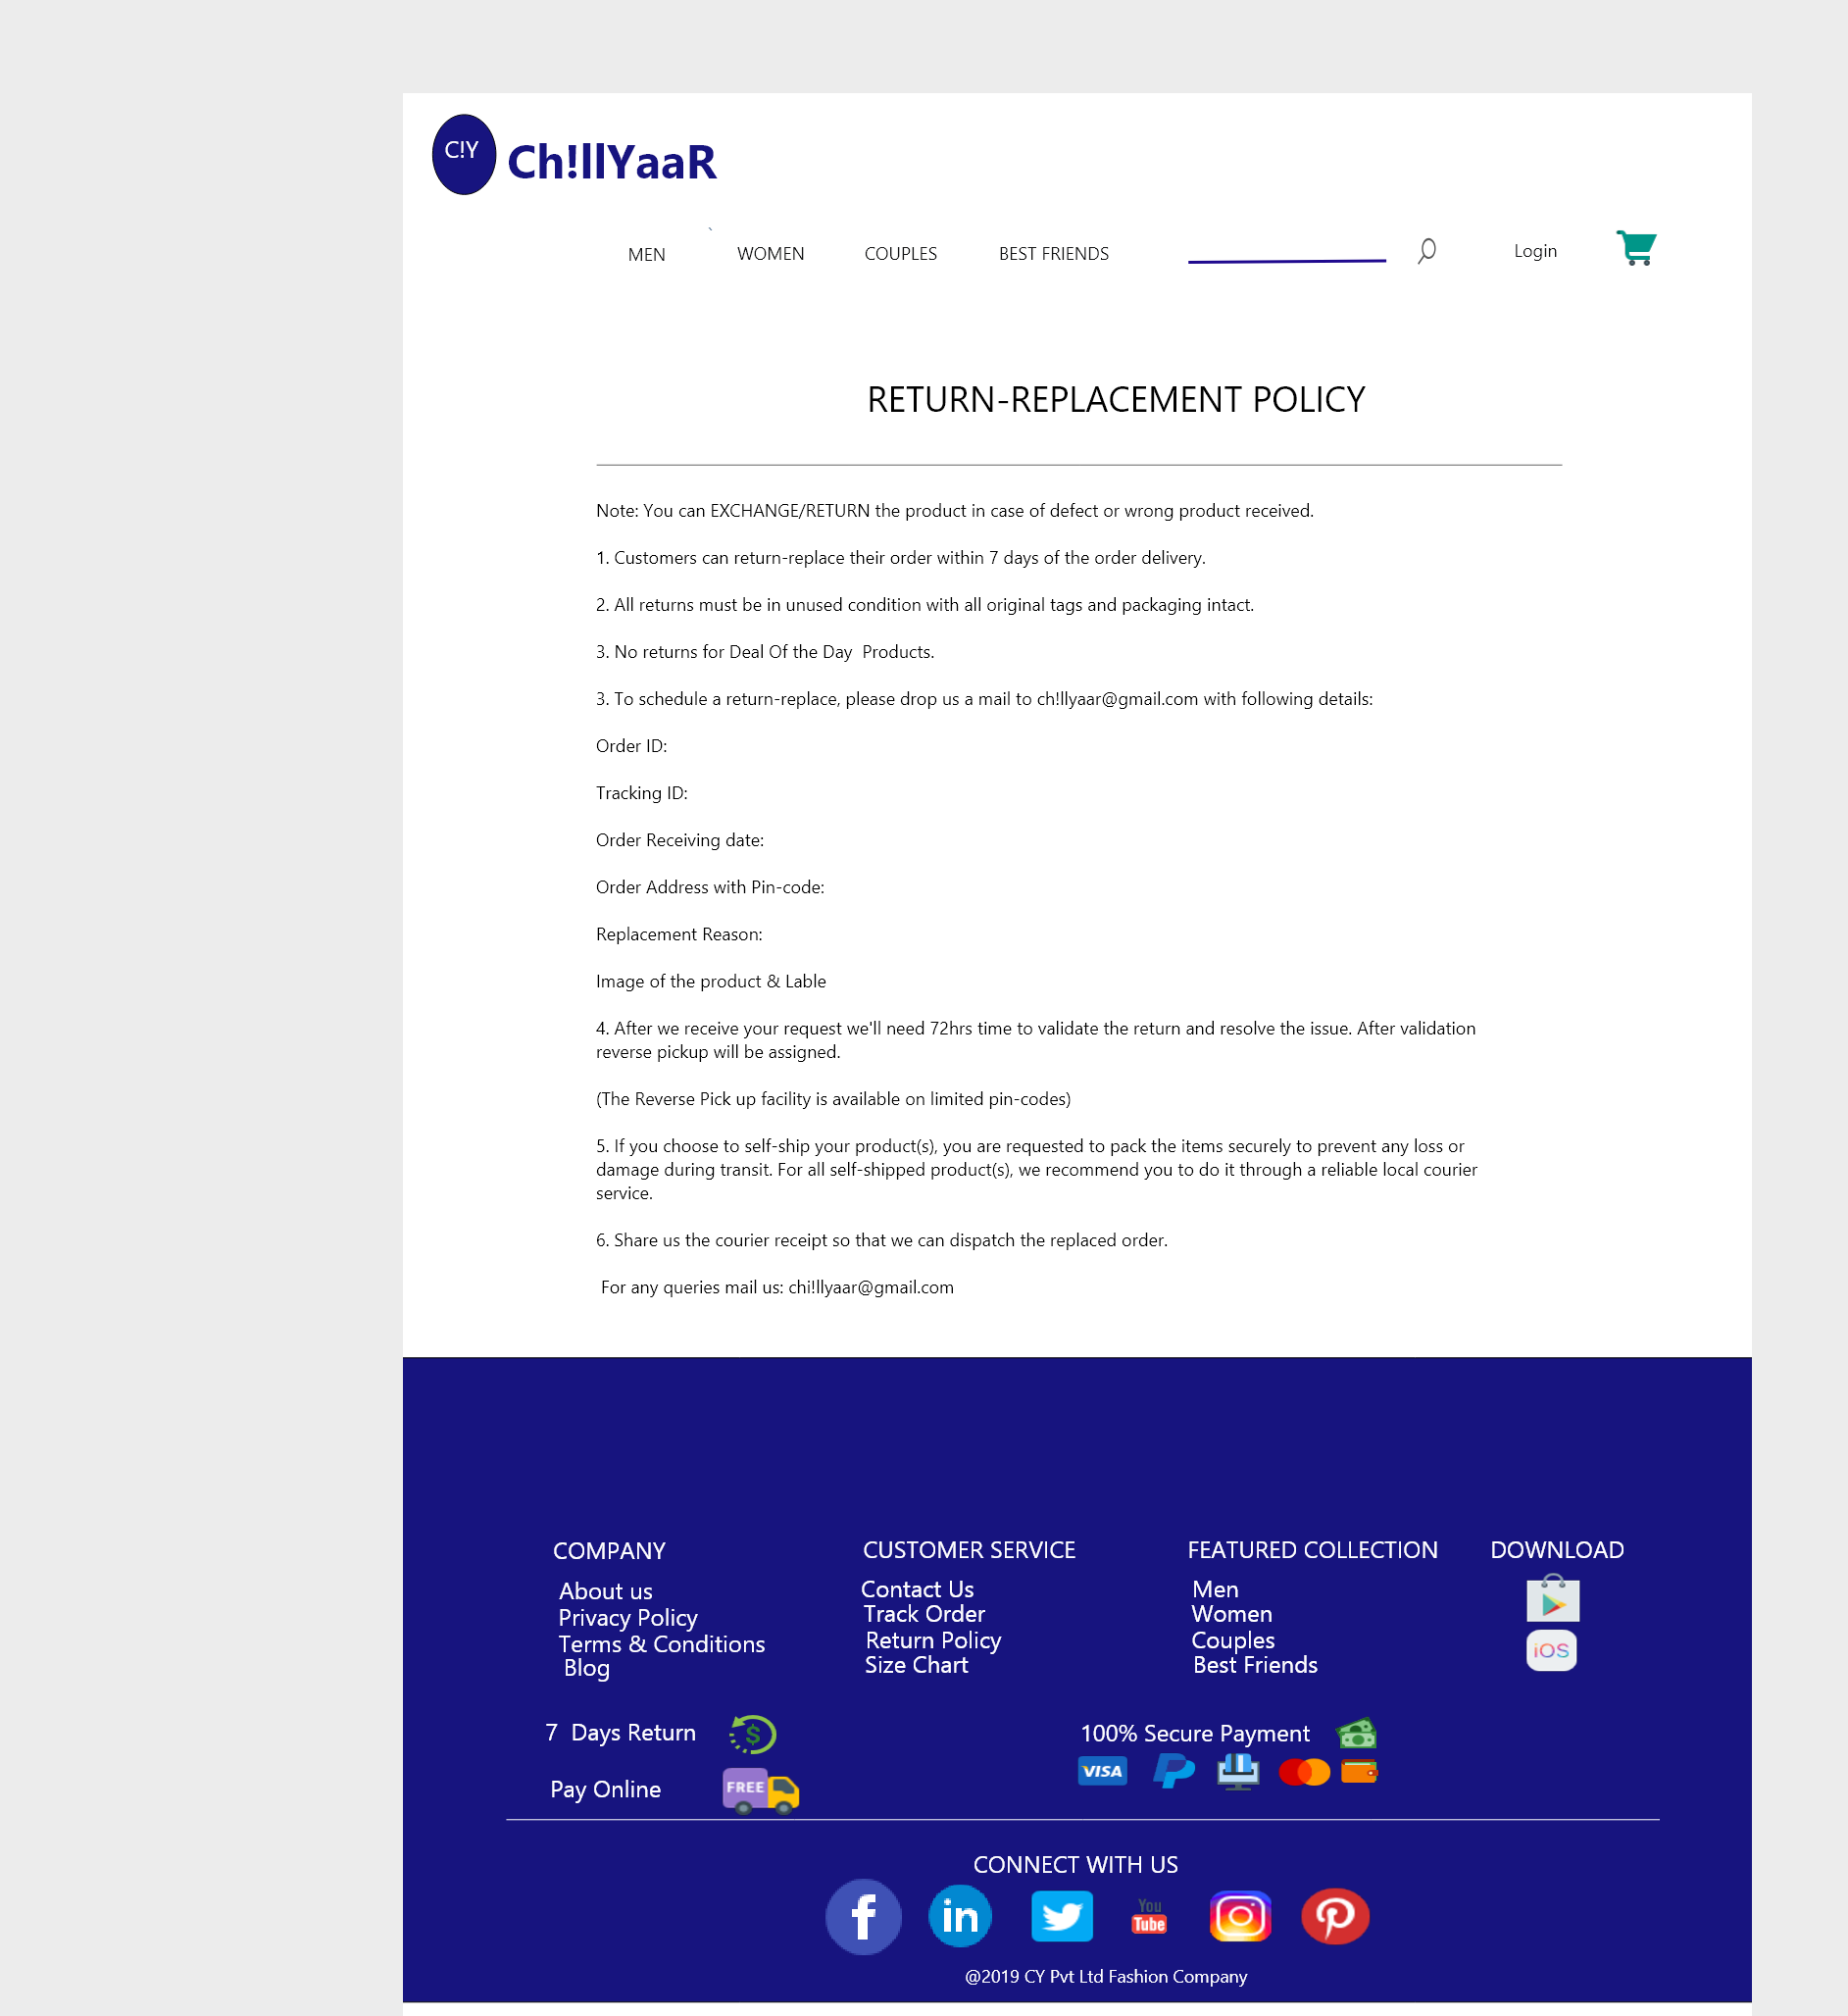 C!Y
Ch!llYaaR
`
MEN WOMEN COUPLES BEST FRIENDS Login
RETURN-REPLACEMENT POLICY
Note: You can EXCHANGE/RETURN the product in case of defect or wrong product received.
1. Customers can return-replace their order within 7 days of the order delivery.
2. All returns must be in unused condition with all original tags and packaging intact.
3. No returns for Deal Of the Day  Products.
3. To schedule a return-replace, please drop us a mail to ch!llyaar@gmail.com with following details:
Order ID:
Tracking ID:
Order Receiving date:
Order Address with Pin-code:
Replacement Reason:
Image of the product & Lable
4. After we receive your request we'll need 72hrs time to validate the return and resolve the issue. After validation
reverse pickup will be assigned.
(The Reverse Pick up facility is available on limited pin-codes)
5. If you choose to self-ship your product(s), you are requested to pack the items securely to prevent any loss or
damage during transit. For all self-shipped product(s), we recommend you to do it through a reliable local courier
service.
6. Share us the courier receipt so that we can dispatch the replaced order.
For any queries mail us: chi!llyaar@gmail.com
COMPANY
About us
Privacy Policy
Terms & Conditions
Blog
CUSTOMER SERVICE
Contact Us
Track Order
Return Policy
Size Chart
FEATURED COLLECTION
Men
Women
Couples
Best Friends
DOWNLOAD
iOS
7  Days Return
$
Pay Online
FREE
100% Secure Payment
VISA
CONNECT WITH US
f
in
You
Tube
@2019 CY Pvt Ltd Fashion Company